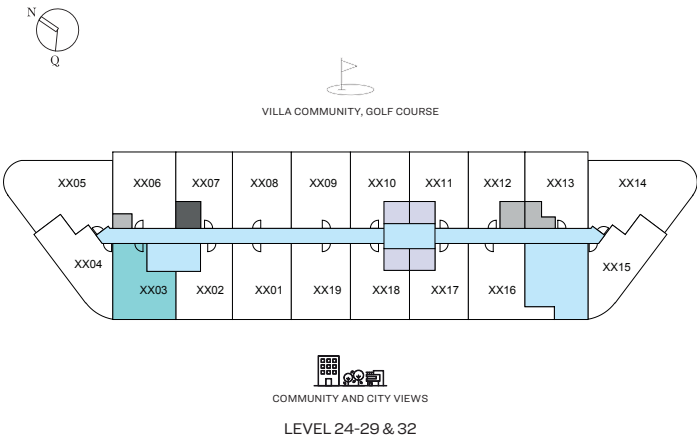 N
Q
VILLA COMMUNITY, GOLF COURSE
XX05 XX06 XX07 XX08 XX09 XX10 XX11 XX12 XX13 XX14
XX04 XX15
XX03 XX02 XX01 XX19 XX18 XX17 XX16
COMMUNITY AND CITY VIEWS
LEVEL 24-29 & 32